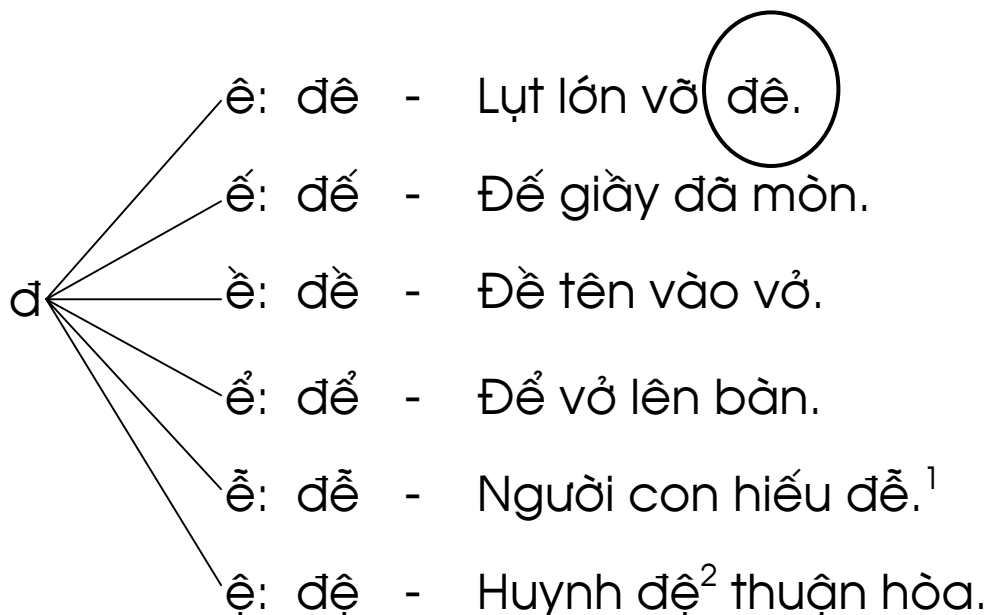 ê: đê - Lụt lớn vỡ đê.
ế: đế - Đế giầy đã mòn.
đ
ề: đề - Đề tên vào vở.
ể: để - Để vở lên bàn.
ễ: đễ - Người con hiếu đễ.¹
ệ: đệ - Huynh đệ² thuận hòa.